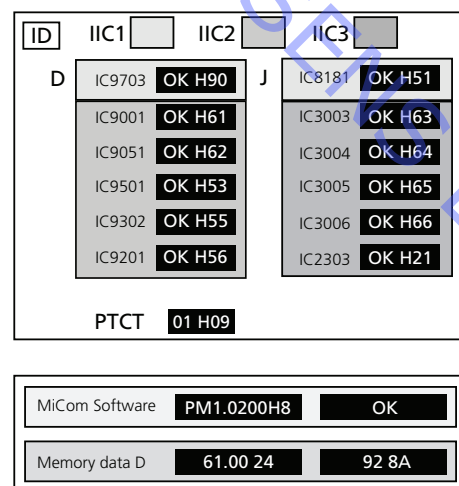 ID IIC1 IIC2 IIC3
D IC9703 OK H90 J IC8181 OK H51
IC9001 OK H61 IC3003 OK H63
IC9051 OK H62 IC3004 OK H64
IC9501 OK H53 IC3005 OK H65
IC9302 OK H55 IC3006 OK H66
IC9201 OK H56 IC2303 OK H21
PTCT 01 H09
MiCom Software PM1.0200H8 OK
Memory data D 61.00 24 92 8A